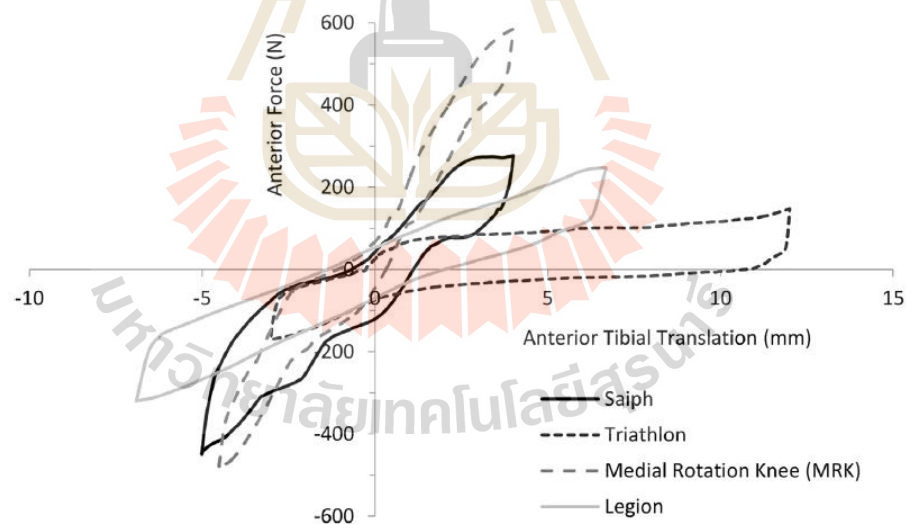 600
Anterior Force (N)
400
200
0
-10
-5
0
5
10
15
Anterior Tibial Translation (mm)
-200
Saiph
-400
Triathlon
Medial Rotation Knee (MRK)
Legion
-600
มหาวิทยาลัยเทคโนโลยีสุรนารี